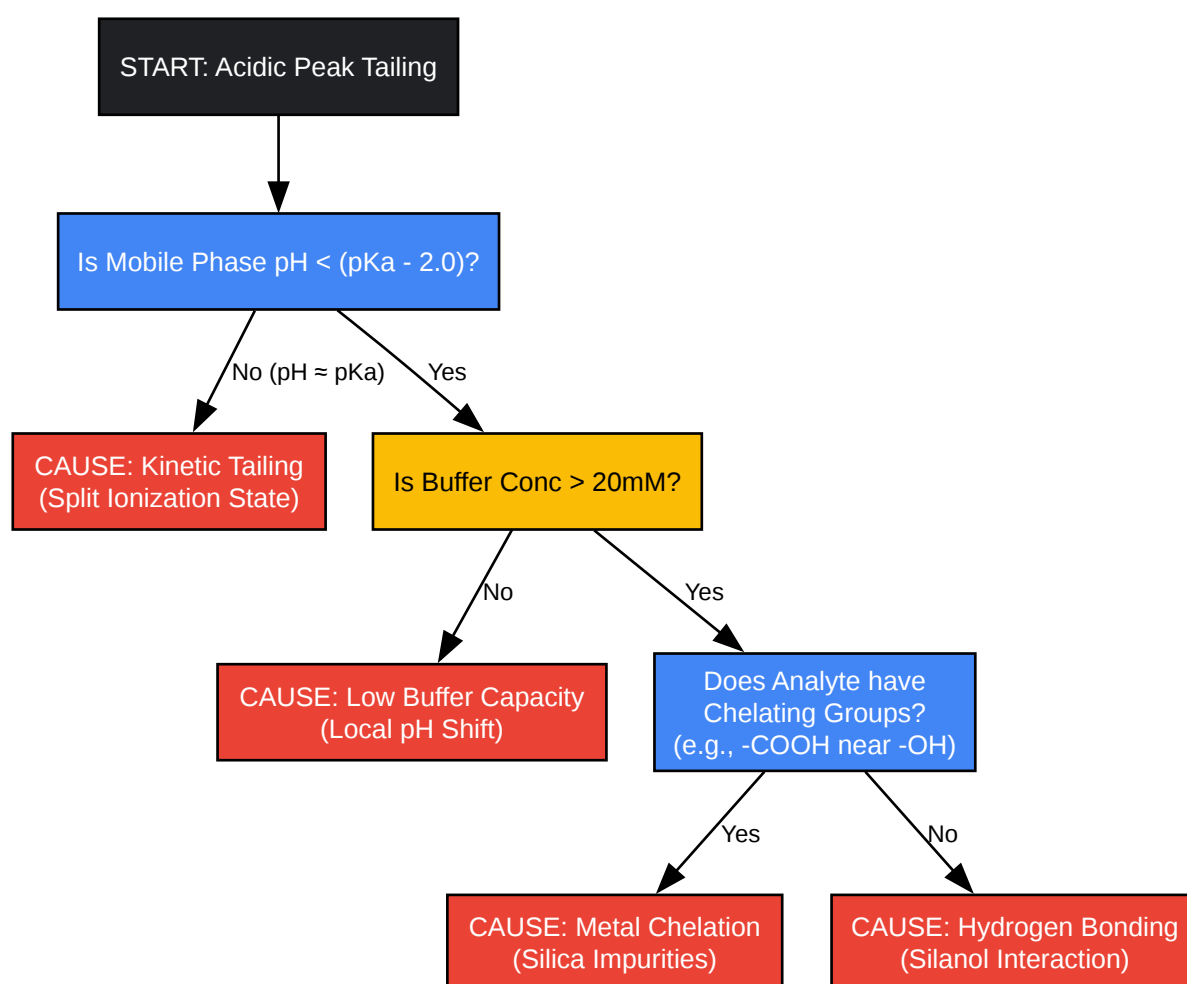 START: Acidic Peak Tailing
Is Mobile Phase pH < (pKa - 2.0)?
No (pH ≈ pKa)
Yes
CAUSE: Kinetic Tailing
(Split Ionization State)
Is Buffer Conc > 20mM?
No
Yes
CAUSE: Low Buffer Capacity
(Local pH Shift)
Does Analyte have
Chelating Groups?
(e.g., -COOH near -OH)
Yes
No
CAUSE: Metal Chelation
(Silica Impurities)
CAUSE: Hydrogen Bonding
(Silanol Interaction)